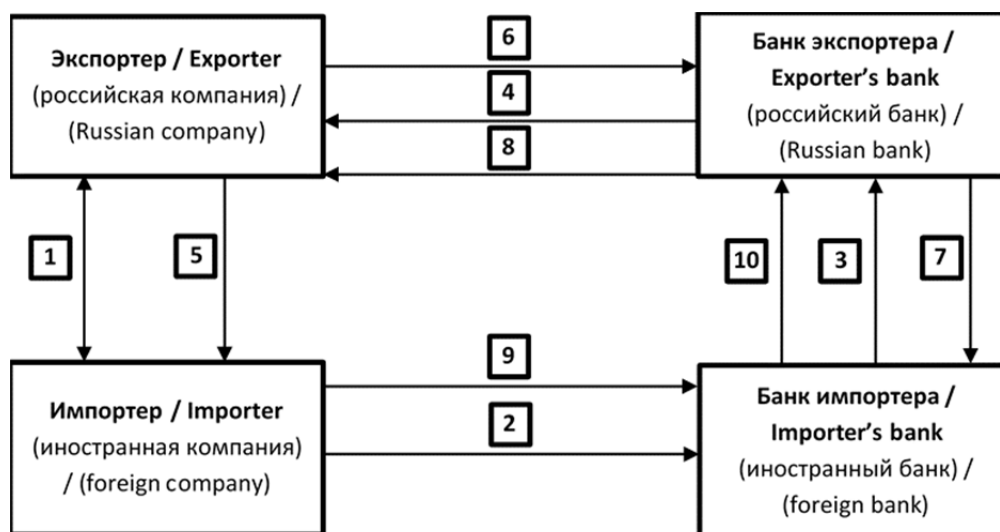 Экспортер / Exporter
(российская компания) /
(Russian company)
6
4
8
Банк экспортера /
Exporter’s bank
(российский банк) /
(Russian bank)
1
5
10
3
7
9
2
Импортер / Importer
(иностранная компания)
/ (foreign company)
Банк импортера /
Importer’s bank
(иностранный банк) /
(foreign bank)